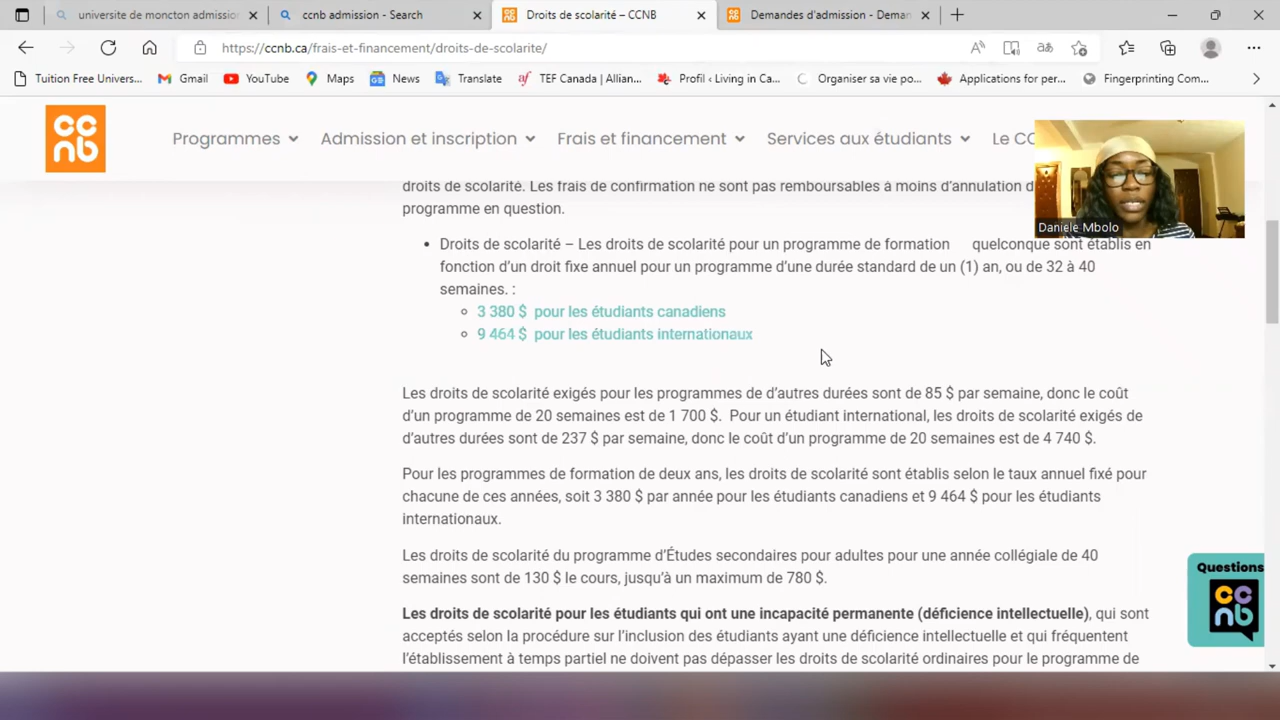 universite de moncton admissio
ccnb admission - Search
Droits de scolarité – CCNB
Demandes d'admission - Deman
https://ccnb.ca/frais-et-financement/droits-de-scolarite/
Tuition Free Univers...
Gmail
YouTube
Maps
News
Translate
TEF Canada | Allian...
Profil ‹ Living in Ca...
Organiser sa vie po...
Applications for per...
Fingerprinting Com...
ccnb
Programmes
Admission et inscription
Frais et financement
Services aux étudiants
Le CC
Daniele Mbolo
droits de scolarité. Les frais de confirmation ne sont pas remboursables à moins d'annulation d
programme en question.
• Droits de scolarité – Les droits de scolarité pour un programme de formation quelconque sont établis en
fonction d'un droit fixe annuel pour un programme d'une durée standard de un (1) an, ou de 32 à 40
semaines. :
3 380 $ pour les étudiants canadiens
9 464 $ pour les étudiants internationaux
Les droits de scolarité exigés pour les programmes de d'autres durées sont de 85 $ par semaine, donc le coût
d'un programme de 20 semaines est de 1 700 $. Pour un étudiant international, les droits de scolarité exigés de
d'autres durées sont de 237 $ par semaine, donc le coût d'un programme de 20 semaines est de 4 740 $.
Pour les programmes de formation de deux ans, les droits de scolarité sont établis selon le taux annuel fixé pour
chacune de ces années, soit 3 380 $ par année pour les étudiants canadiens et 9 464 $ pour les étudiants
internationaux.
Les droits de scolarité du programme d'Études secondaires pour adultes pour une année collégiale de 40
semaines sont de 130 $ le cours, jusqu'à un maximum de 780 $.
Les droits de scolarité pour les étudiants qui ont une incapacité permanente (déficience intellectuelle), qui sont
acceptés selon la procédure sur l'inclusion des étudiants ayant une déficience intellectuelle et qui fréquentent
l'établissement à temps partiel ne doivent pas dépasser les droits de scolarité ordinaires pour le programme de
Questions
ccnb